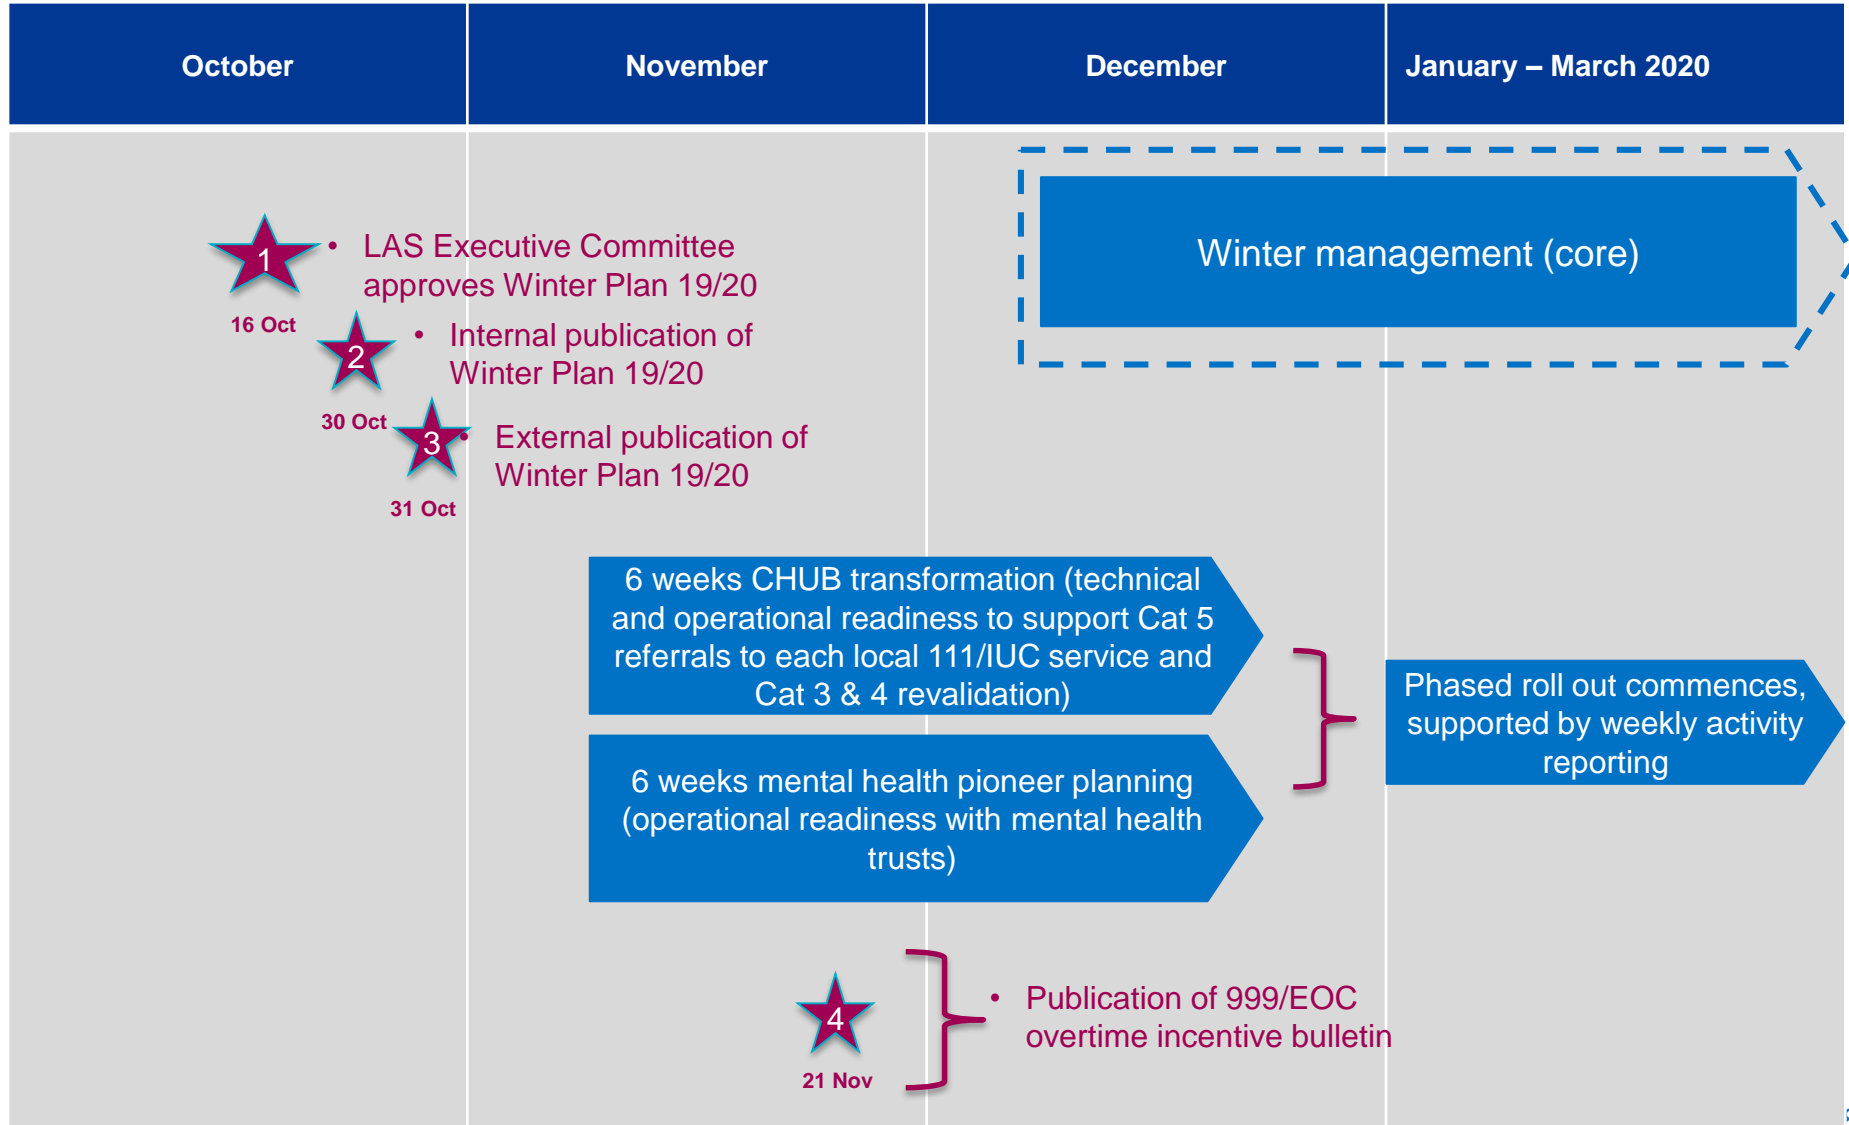 October
November
December
January – March 2020
Winter management (core)
1
• LAS Executive Committee
approves Winter Plan 19/20
16 Oct
2
• Internal publication of
Winter Plan 19/20
30 Oct
3
• External publication of
Winter Plan 19/20
31 Oct
6 weeks CHUB transformation (technical
and operational readiness to support Cat 5
referrals to each local 111/IUC service and
Cat 3 & 4 revalidation)
6 weeks mental health pioneer planning
(operational readiness with mental health
trusts)
Phased roll out commences,
supported by weekly activity
reporting
4
21 Nov
• Publication of 999/EOC
overtime incentive bulletin